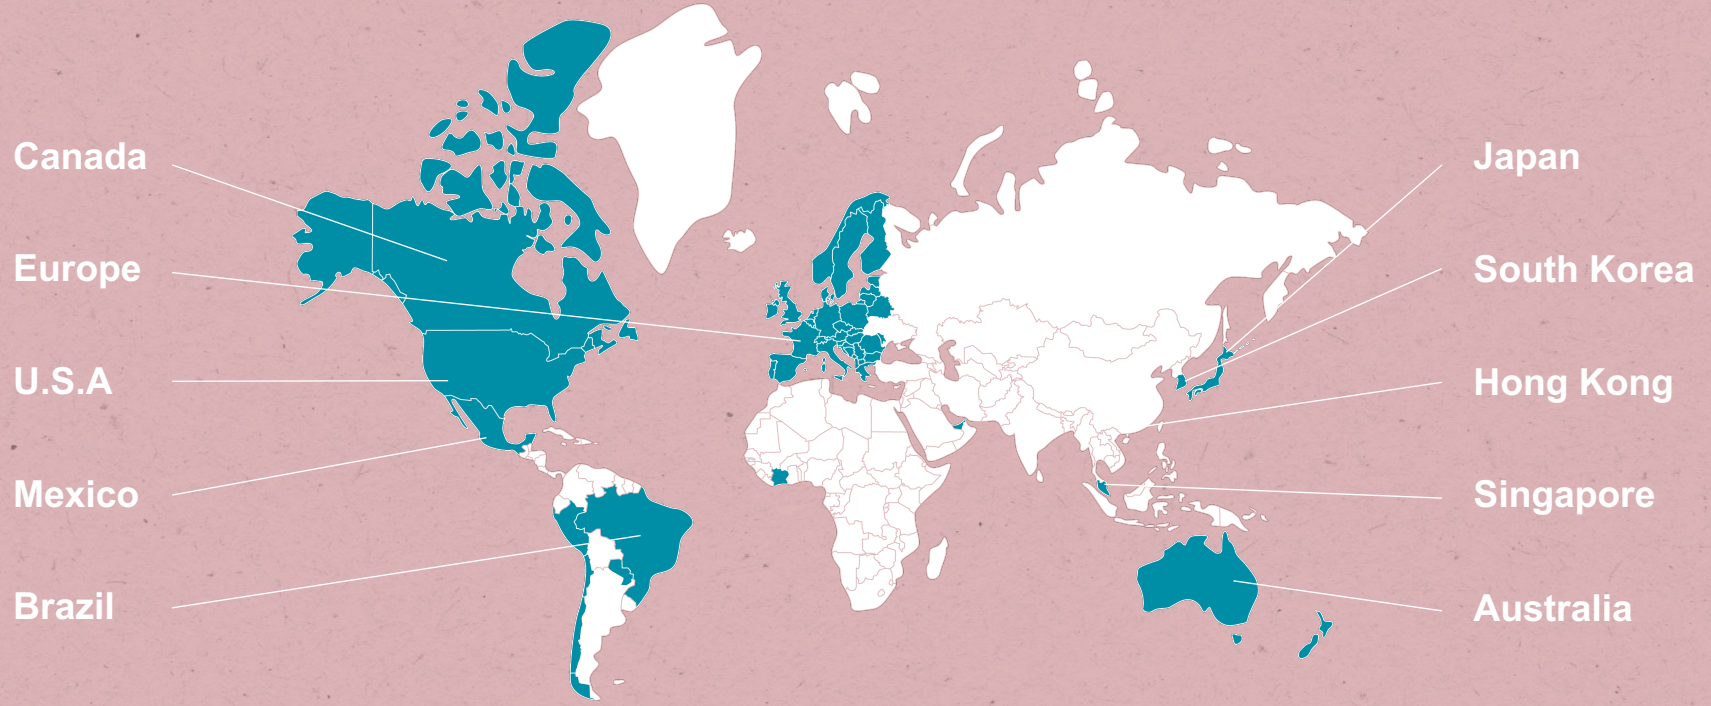 Canada
Europe
U.S.A
Mexico
Brazil
Japan
South Korea
Hong Kong
Singapore
Australia